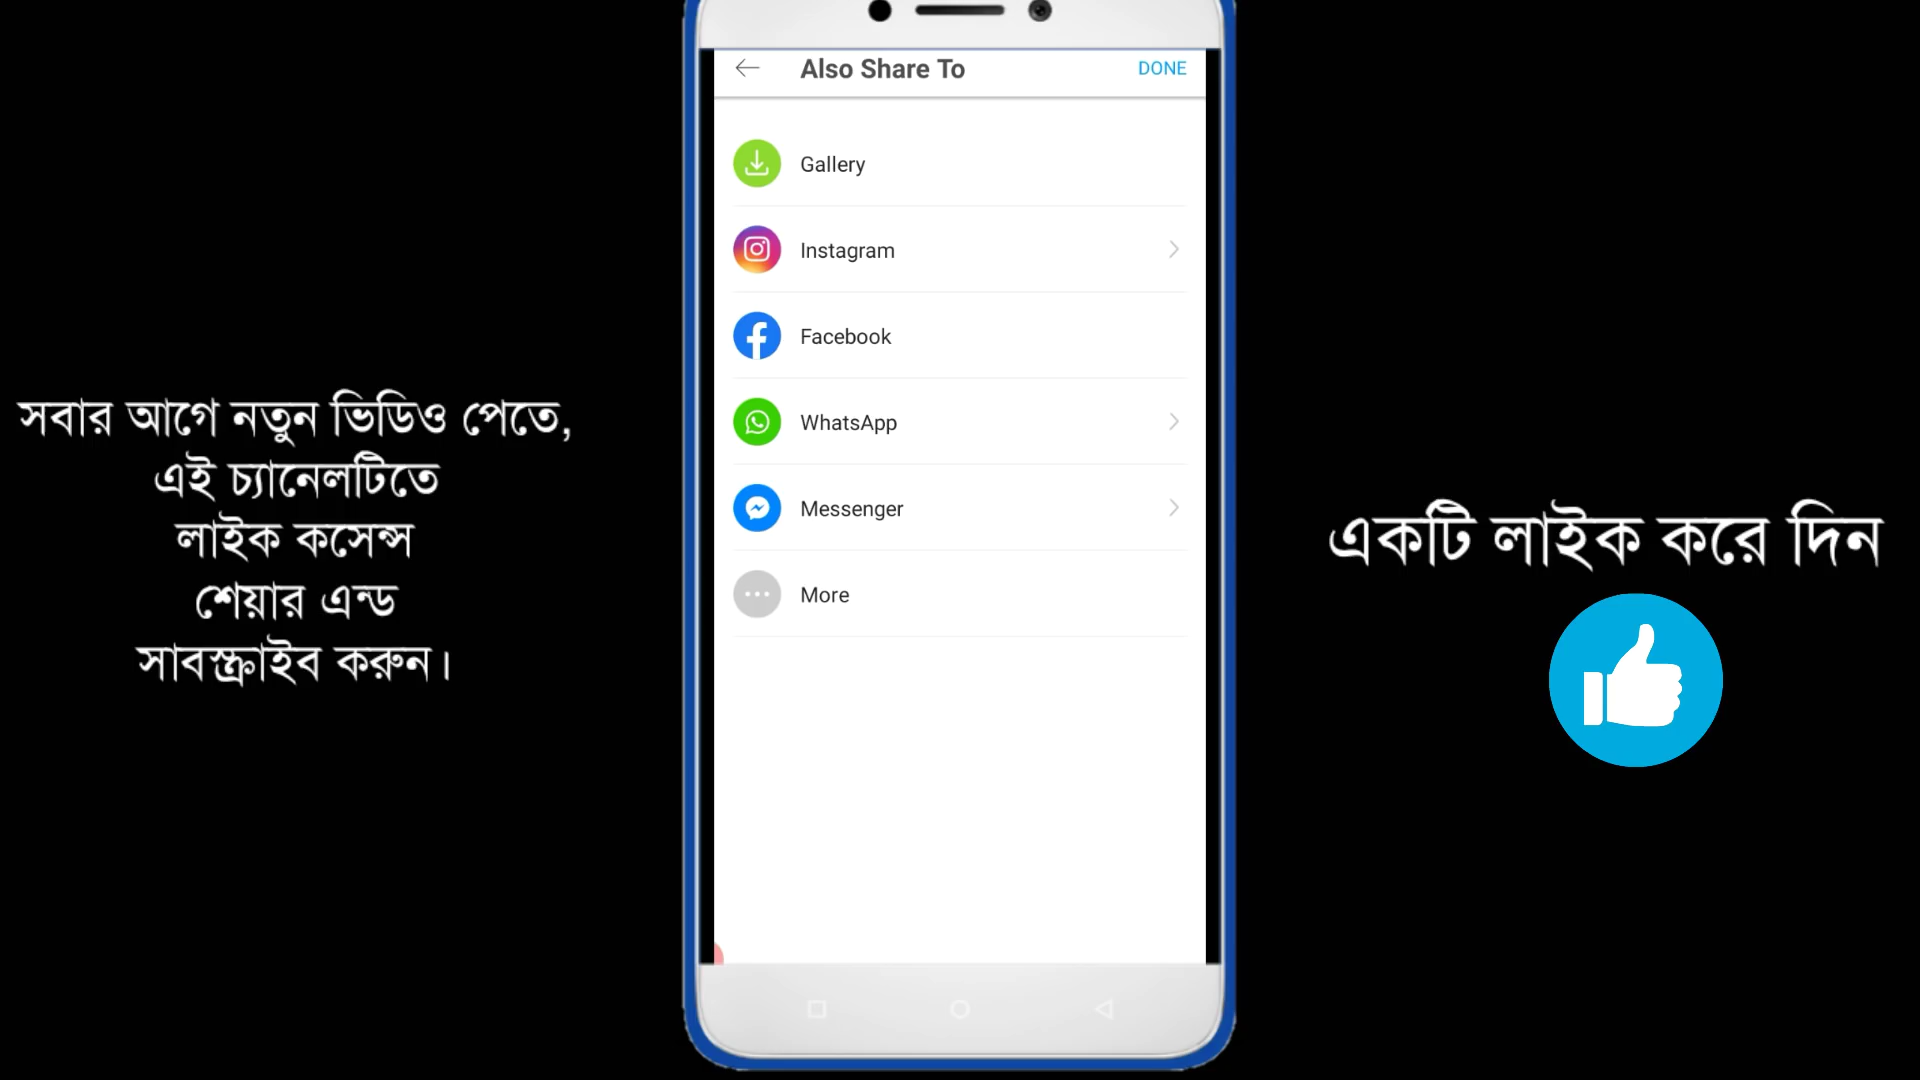 Also Share To
DONE
Gallery
Instagram
Facebook
WhatsApp
Messenger
More
সবার আগে নতুন ভিডিও পেতে,
এই চ্যানেলটিতে
লাইক কসেন্স
শেয়ার এন্ড
সাবস্ক্রাইব করুন।
একটি লাইক করে দিন